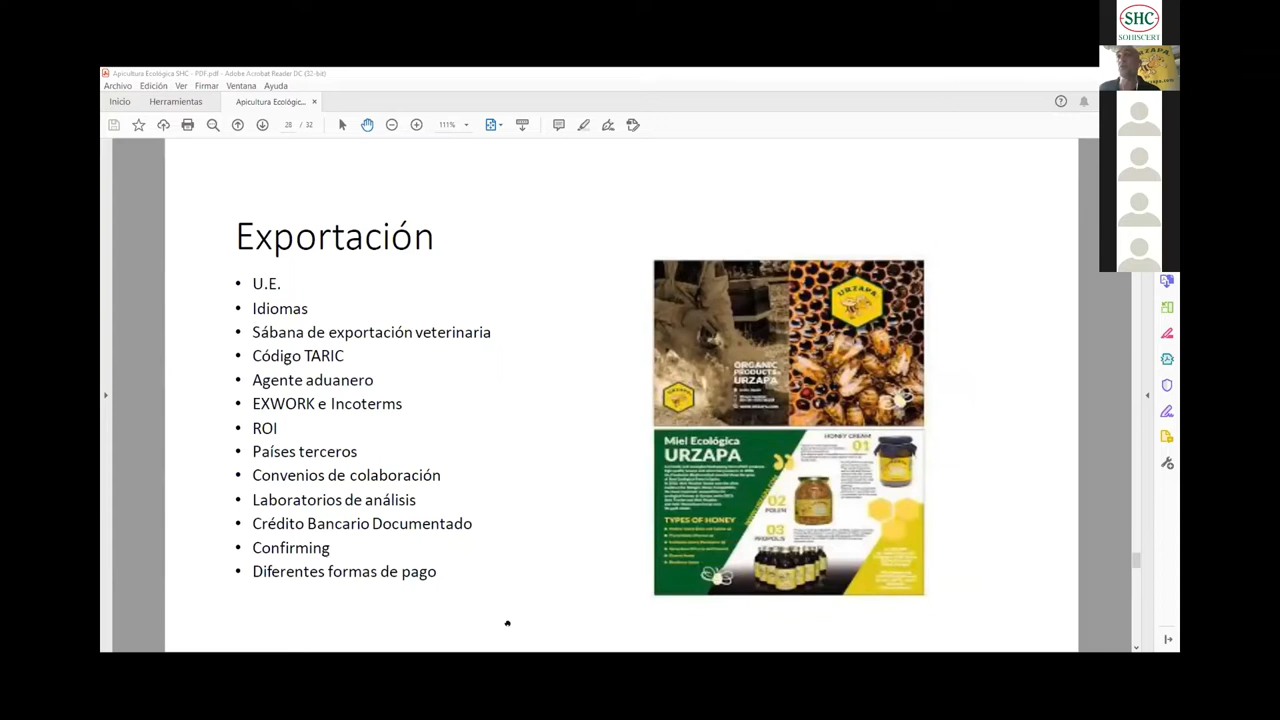 SHC
SOHISCERT
URZAPA
Apicultura Ecológica SHC - PDF.pdf - Adobe Acrobat Reader DC (32-bit)
Archivo Edición Ver Firmar Ventana Ayuda
Inicio Herramientas Apicultura Ecológic... ×
28 / 32 111%
Exportación
• U.E.
• Idiomas
• Sábana de exportación veterinaria
• Código TARIC
• Agente aduanero
• EXWORK e Incoterms
• ROI
• Países terceros
• Convenios de colaboración
• Laboratorios de análisis
• Crédito Bancario Documentado
• Confirming
• Diferentes formas de pago
URZAPA
ORGANIC
PRODUCTS
URZAPA
Miel Ecológica
URZAPA
TYPES OF HONEY
HONEY CREAM
01
02
POLEN
03
PROPOLIS